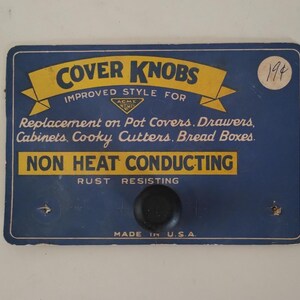 COVER KNOBS
19¢
IMPROVED STYLE FOR
ACME
Replacement on Pot Covers, Drawers,
Cabinets, Cooky Cutters, Bread Boxes.
NON HEAT CONDUCTING
RUST RESISTING
MADE IN U.S.A.